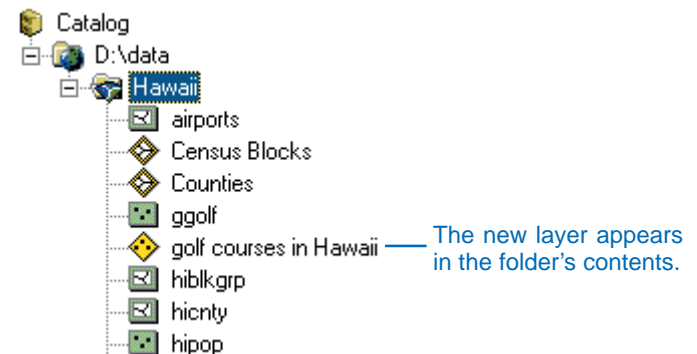 Catalog
D:\data
Hawaii
airports
Census Blocks
Counties
ggolf
golf courses in Hawaii
The new layer appears
in the folder’s contents.
hiblkgrp
hicnty
hipop